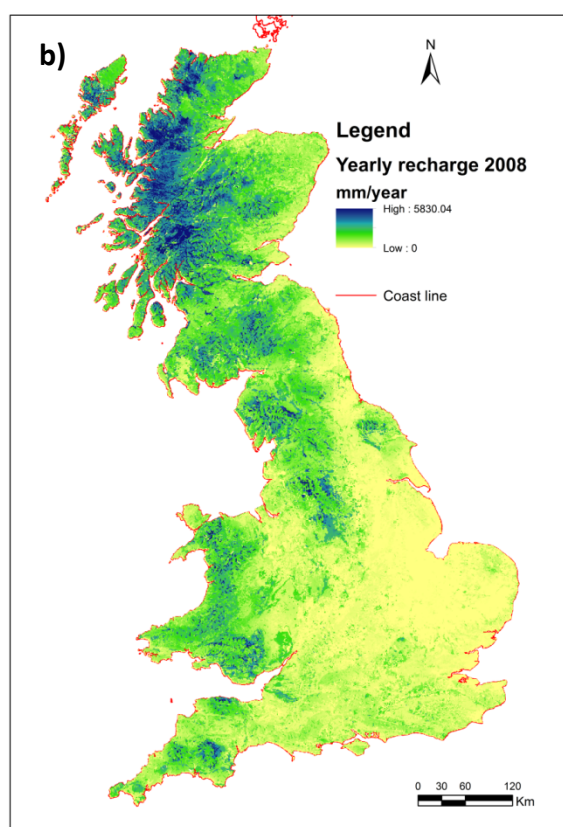 b)
N
Legend
Yearly recharge 2008
mm/year
High : 5830.04
Low : 0
Coast line
0 30 60 120
Km